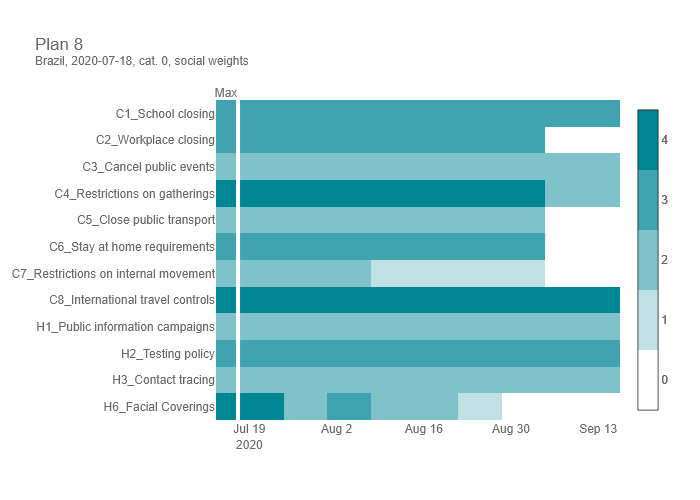 Plan 8
Brazil, 2020-07-18, cat. 0, social weights
Max
C1_School closing
C2_Workplace closing
C3_Cancel public events
C4_Restrictions on gatherings
C5_Close public transport
C6_Stay at home requirements
C7_Restrictions on internal movement
C8_International travel controls
H1_Public information campaigns
H2_Testing policy
H3_Contact tracing
H6_Facial Coverings
Jul 19 Aug 2 Aug 16 Aug 30 Sep 13
2020
4
3
2
1
0